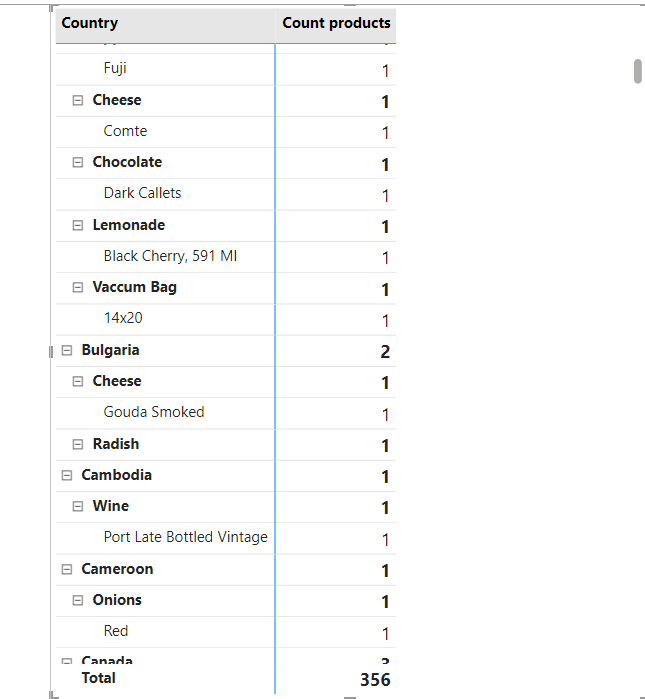 Country Count products
Fuji 1
Cheese 1
Comte 1
Chocolate 1
Dark Callets 1
Lemonade 1
Black Cherry, 591 Ml 1
Vaccum Bag 1
14x20 1
Bulgaria 2
Cheese 1
Gouda Smoked 1
Radish 1
Cambodia 1
Wine 1
Port Late Bottled Vintage 1
Cameroon 1
Onions 1
Red 1
Canada
Total 356